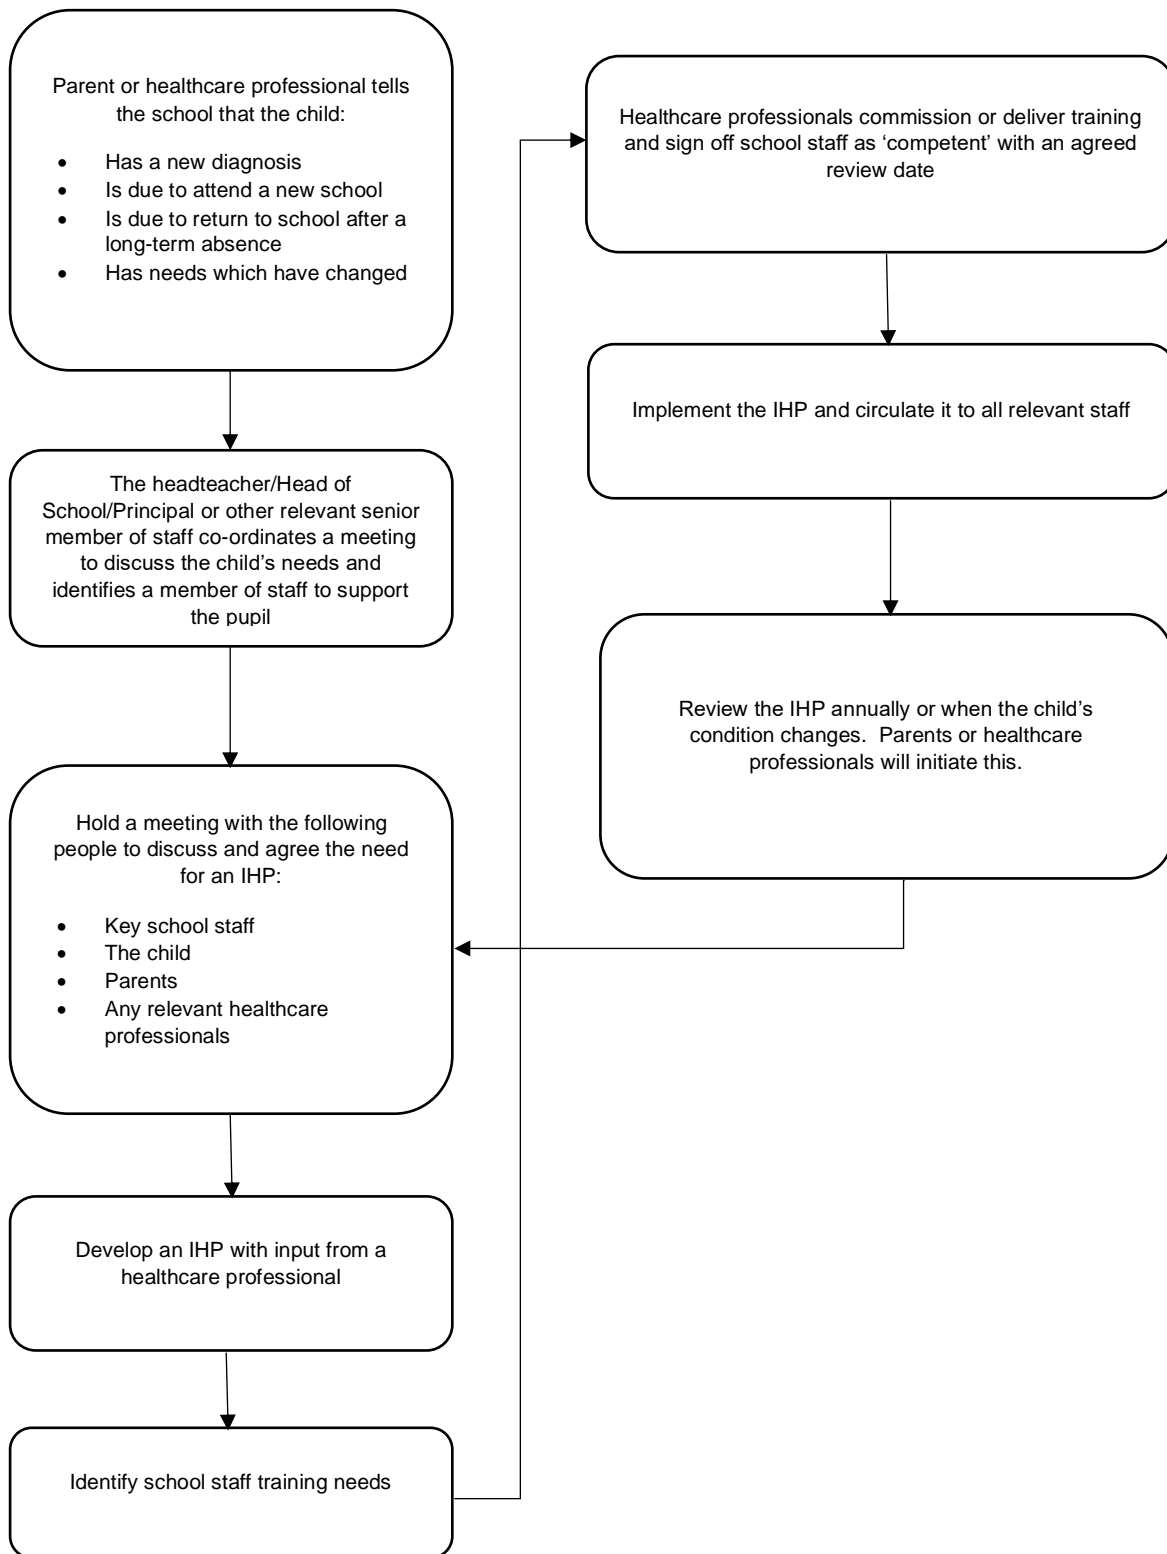 Parent or healthcare professional tells
the school that the child:
• Has a new diagnosis
• Is due to attend a new school
• Is due to return to school after a
long-term absence
• Has needs which have changed
The headteacher/Head of
School/Principal or other relevant senior
member of staff co-ordinates a meeting
to discuss the child’s needs and
identifies a member of staff to support
the pupil
Hold a meeting with the following
people to discuss and agree the need
for an IHP:
• Key school staff
• The child
• Parents
• Any relevant healthcare
professionals
Develop an IHP with input from a
healthcare professional
Identify school staff training needs
Healthcare professionals commission or deliver training
and sign off school staff as ‘competent’ with an agreed
review date
Implement the IHP and circulate it to all relevant staff
Review the IHP annually or when the child’s
condition changes.  Parents or healthcare
professionals will initiate this.